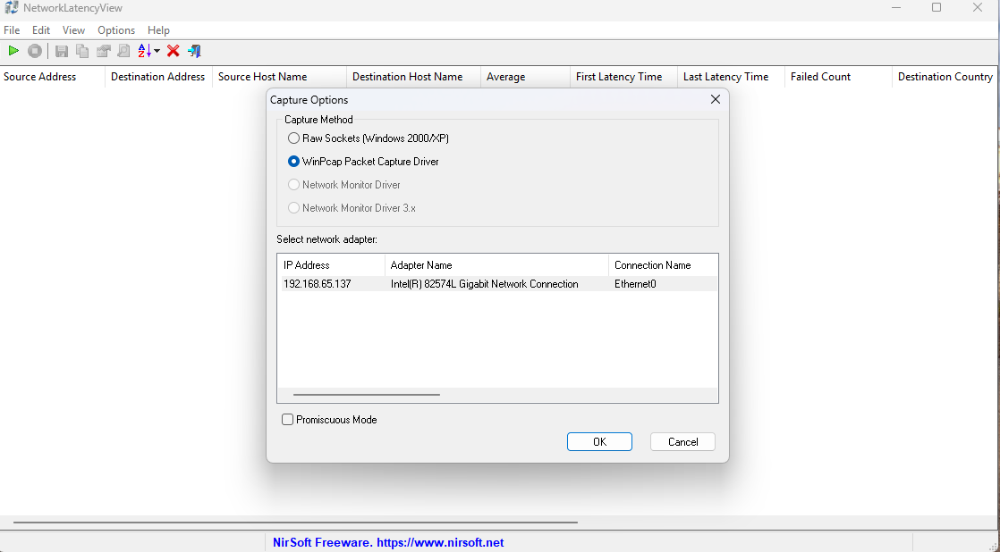 NetworkLatencyView
File Edit View Options Help
Source Address Destination Address Source Host Name Destination Host Name Average First Latency Time Last Latency Time Failed Count Destination Country
Capture Options
Capture Method
Raw Sockets (Windows 2000/XP)
WinPcap Packet Capture Driver
Network Monitor Driver
Network Monitor Driver 3.x
Select network adapter:
IP Address Adapter Name Connection Name
192.168.65.137 Intel(R) 82574L Gigabit Network Connection Ethernet0
Promiscuous Mode
OK Cancel
NirSoft Freeware. https://www.nirsoft.net